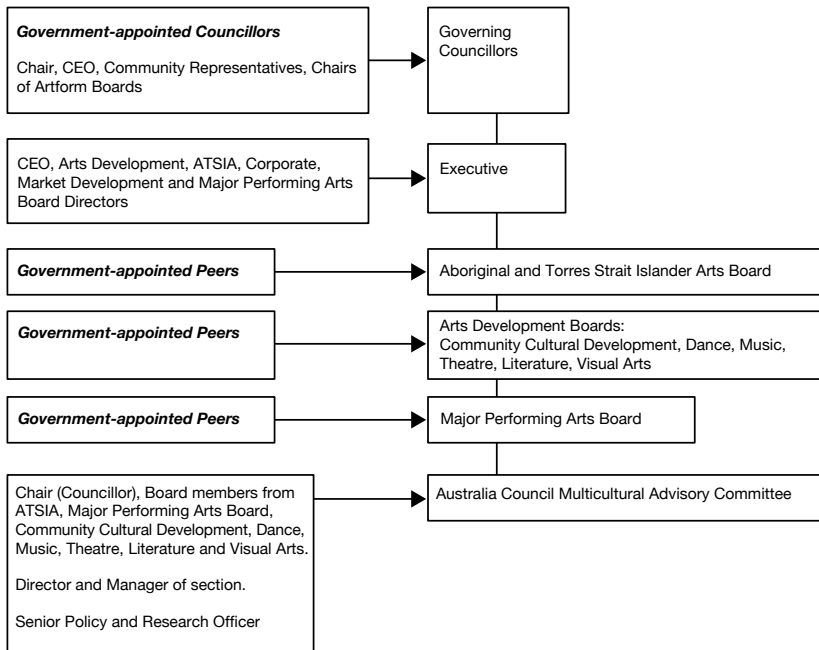 Government-appointed Councillors
Chair, CEO, Community Representatives, Chairs
of Artform Boards
Governing
Councillors
CEO, Arts Development, ATSIA, Corporate,
Market Development and Major Performing Arts
Board Directors
Executive
Government-appointed Peers
Aboriginal and Torres Strait Islander Arts Board
Government-appointed Peers
Arts Development Boards:
Community Cultural Development, Dance, Music,
Theatre, Literature, Visual Arts
Government-appointed Peers
Major Performing Arts Board
Chair (Councillor), Board members from
ATSIA, Major Performing Arts Board,
Community Cultural Development, Dance,
Music, Theatre, Literature and Visual Arts.
Director and Manager of section.
Senior Policy and Research Officer
Australia Council Multicultural Advisory Committee